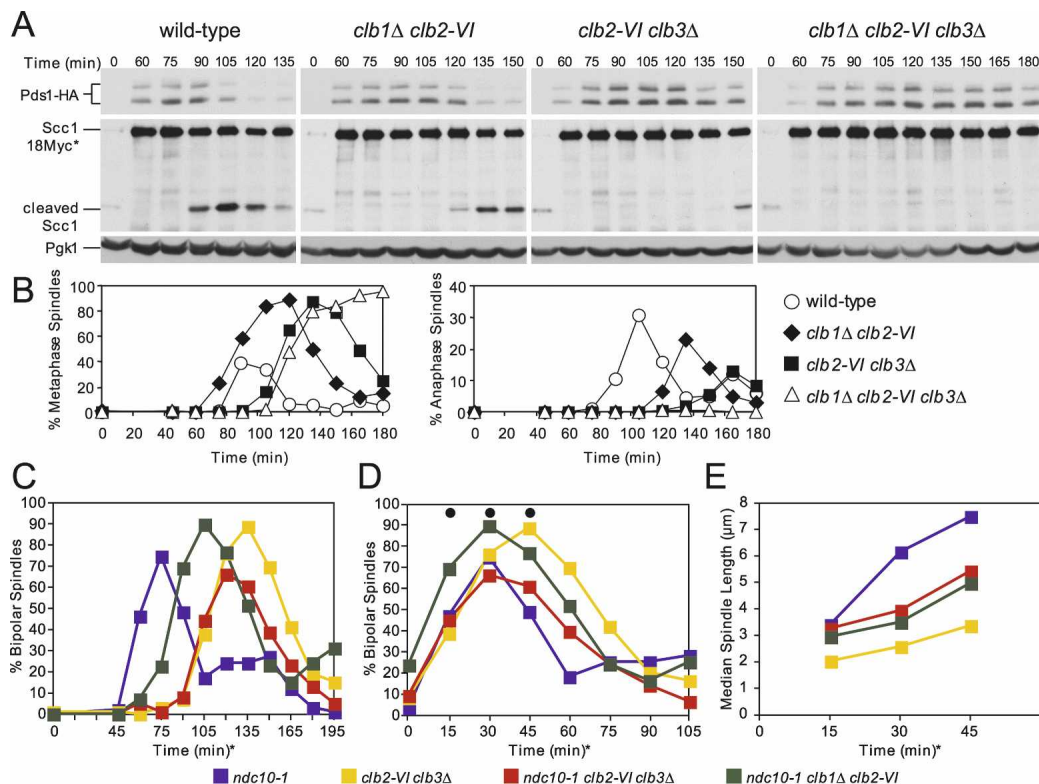 A
wild-type
clb1Δ clb2-VI
clb2-VI clb3Δ
clb1Δ clb2-VI clb3Δ
Time (min) 0 60 75 90 105 120 135 0 60 75 90 105 120 135 150 0 60 75 90 105 120 135 150 0 60 75 90 105 120 135 150 165 180
Pds1-HA
Scc1
18Myc*
cleaved
Scc1
Pgk1
B
% Metaphase Spindles
100
80
60
40
20
0
0 20 40 60 80 100 120 140 160 180
Time (min)
% Anaphase Spindles
40
30
20
10
0
0 20 40 60 80 100 120 140 160 180
Time (min)
wild-type
clb1Δ clb2-VI
clb2-VI clb3Δ
clb1Δ clb2-VI clb3Δ
C
% Bipolar Spindles
100
90
80
70
60
50
40
30
20
10
0
0 45 75 105 135 165 195
Time (min)*
D
% Bipolar Spindles
100
90
80
70
60
50
40
30
20
10
0
0 15 30 45 60 75 90 105
Time (min)*
E
Median Spindle Length (µm)
8
7
6
5
4
3
2
1
0
0 15 30 45 60
Time (min)*
ndc10-1
clb2-VI clb3Δ
ndc10-1 clb2-VI clb3Δ
ndc10-1 clb1Δ clb2-VI